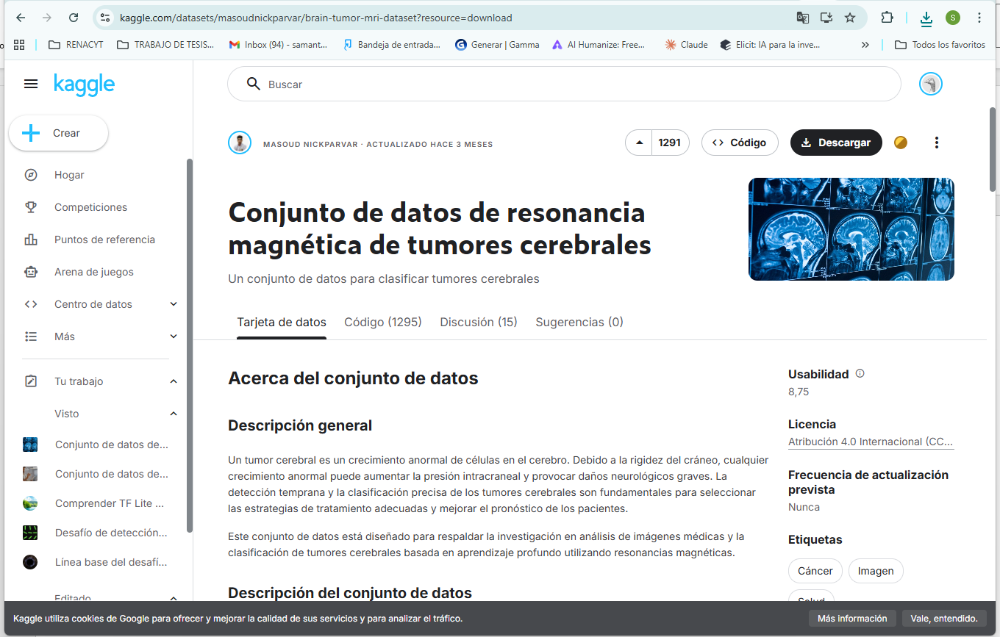 kaggle.com/datasets/masoudnickparvar/brain-tumor-mri-dataset?resource=download
S
RENACYT
TRABAJO DE TESIS...
Inbox (94) - samant...
Bandeja de entrada...
Generar | Gamma
AI Humanize: Free...
Claude
Elicit: IA para la inve...
»
Todos los favoritos
kaggle
Buscar
Crear
Hogar
Competiciones
Puntos de referencia
Arena de juegos
Centro de datos
Más
Tu trabajo
Visto
Conjunto de datos de...
Conjunto de datos de...
Comprender TF Lite ...
Desafío de detección...
Línea base del desafí...
Editado
MASOUD NICKPARVAR · ACTUALIZADO HACE 3 MESES
1291
<> Código
Descargar
Conjunto de datos de resonancia
magnética de tumores cerebrales
Un conjunto de datos para clasificar tumores cerebrales
Tarjeta de datos
Código (1295)
Discusión (15)
Sugerencias (0)
Acerca del conjunto de datos
Descripción general
Un tumor cerebral es un crecimiento anormal de células en el cerebro. Debido a la rigidez del cráneo, cualquier
crecimiento anormal puede aumentar la presión intracraneal y provocar daños neurológicos graves. La
detección temprana y la clasificación precisa de los tumores cerebrales son fundamentales para seleccionar
las estrategias de tratamiento adecuadas y mejorar el pronóstico de los pacientes.
Este conjunto de datos está diseñado para respaldar la investigación en análisis de imágenes médicas y la
clasificación de tumores cerebrales basada en aprendizaje profundo utilizando resonancias magnéticas.
Descripción del conjunto de datos
Usabilidad
8,75
Licencia
Atribución 4.0 Internacional (CC...
Frecuencia de actualización
prevista
Nunca
Etiquetas
Cáncer
Imagen
Salud
Kaggle utiliza cookies de Google para ofrecer y mejorar la calidad de sus servicios y para analizar el tráfico.
Más información
Vale, entendido.